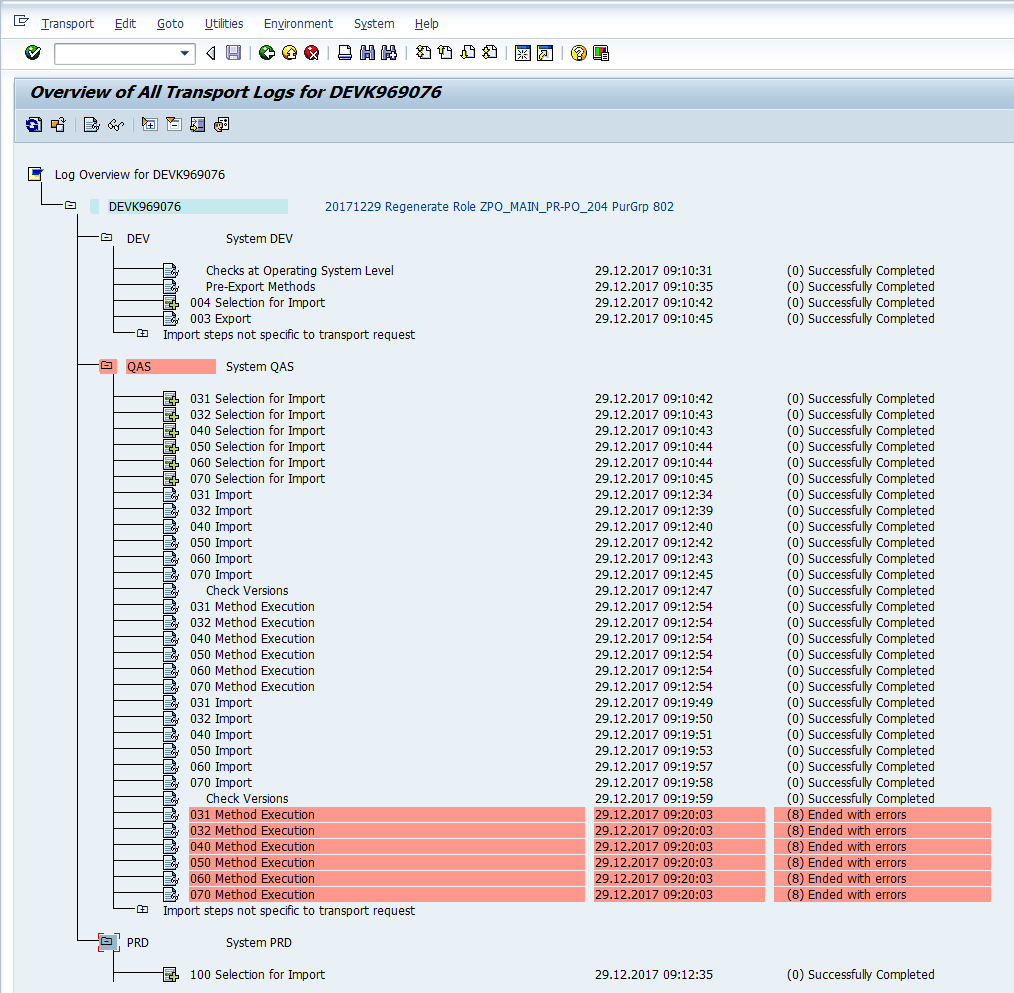 Transport Edit Goto Utilities Environment System Help
Overview of All Transport Logs for DEVK969076
Log Overview for DEVK969076
DEVK969076 20171229 Regenerate Role ZPO_MAIN_PR-PO_204 PurGrp 802
DEV System DEV
Checks at Operating System Level 29.12.2017 09:10:31 (0) Successfully Completed
Pre-Export Methods 29.12.2017 09:10:35 (0) Successfully Completed
004 Selection for Import 29.12.2017 09:10:42 (0) Successfully Completed
003 Export 29.12.2017 09:10:45 (0) Successfully Completed
Import steps not specific to transport request
QAS System QAS
031 Selection for Import 29.12.2017 09:10:42 (0) Successfully Completed
032 Selection for Import 29.12.2017 09:10:43 (0) Successfully Completed
040 Selection for Import 29.12.2017 09:10:43 (0) Successfully Completed
050 Selection for Import 29.12.2017 09:10:44 (0) Successfully Completed
060 Selection for Import 29.12.2017 09:10:44 (0) Successfully Completed
070 Selection for Import 29.12.2017 09:10:45 (0) Successfully Completed
031 Import 29.12.2017 09:12:34 (0) Successfully Completed
032 Import 29.12.2017 09:12:39 (0) Successfully Completed
040 Import 29.12.2017 09:12:40 (0) Successfully Completed
050 Import 29.12.2017 09:12:42 (0) Successfully Completed
060 Import 29.12.2017 09:12:43 (0) Successfully Completed
070 Import 29.12.2017 09:12:45 (0) Successfully Completed
Check Versions 29.12.2017 09:12:47 (0) Successfully Completed
031 Method Execution 29.12.2017 09:12:54 (0) Successfully Completed
032 Method Execution 29.12.2017 09:12:54 (0) Successfully Completed
040 Method Execution 29.12.2017 09:12:54 (0) Successfully Completed
050 Method Execution 29.12.2017 09:12:54 (0) Successfully Completed
060 Method Execution 29.12.2017 09:12:54 (0) Successfully Completed
070 Method Execution 29.12.2017 09:12:54 (0) Successfully Completed
031 Import 29.12.2017 09:19:49 (0) Successfully Completed
032 Import 29.12.2017 09:19:50 (0) Successfully Completed
040 Import 29.12.2017 09:19:51 (0) Successfully Completed
050 Import 29.12.2017 09:19:53 (0) Successfully Completed
060 Import 29.12.2017 09:19:57 (0) Successfully Completed
070 Import 29.12.2017 09:19:58 (0) Successfully Completed
Check Versions 29.12.2017 09:19:59 (0) Successfully Completed
031 Method Execution 29.12.2017 09:20:03 (8) Ended with errors
032 Method Execution 29.12.2017 09:20:03 (8) Ended with errors
040 Method Execution 29.12.2017 09:20:03 (8) Ended with errors
050 Method Execution 29.12.2017 09:20:03 (8) Ended with errors
060 Method Execution 29.12.2017 09:20:03 (8) Ended with errors
070 Method Execution 29.12.2017 09:20:03 (8) Ended with errors
Import steps not specific to transport request
PRD System PRD
100 Selection for Import 29.12.2017 09:12:35 (0) Successfully Completed